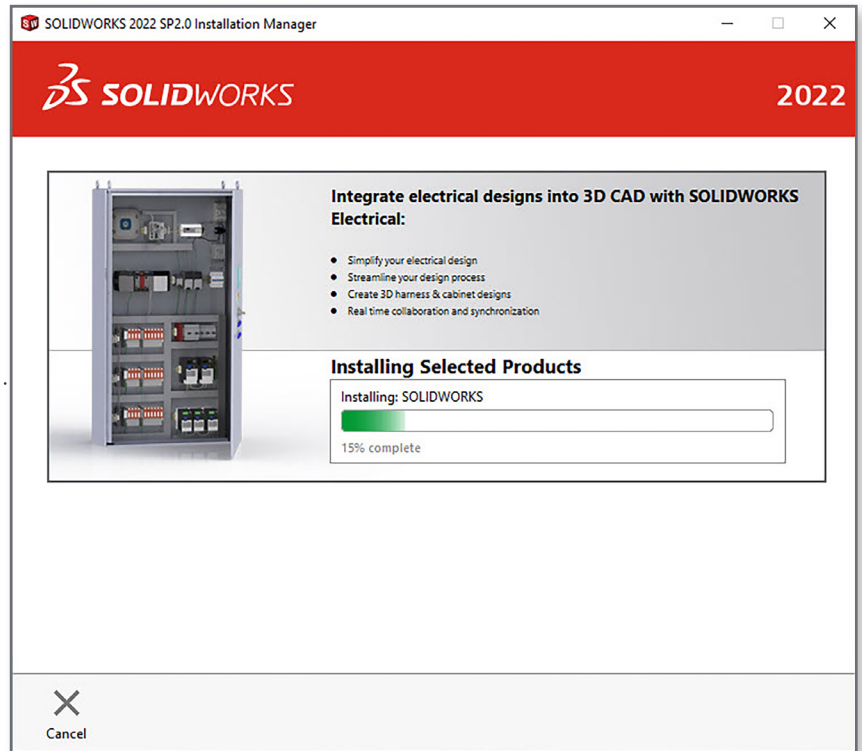 SOLIDWORKS 2022 SP2.0 Installation Manager
SOLIDWORKS
2022
Integrate electrical designs into 3D CAD with SOLIDWORKS
Electrical:
Simplify your electrical design
Streamline your design process
Create 3D harness & cabinet designs
Real time collaboration and synchronization
Installing Selected Products
Installing: SOLIDWORKS
15% complete
Cancel